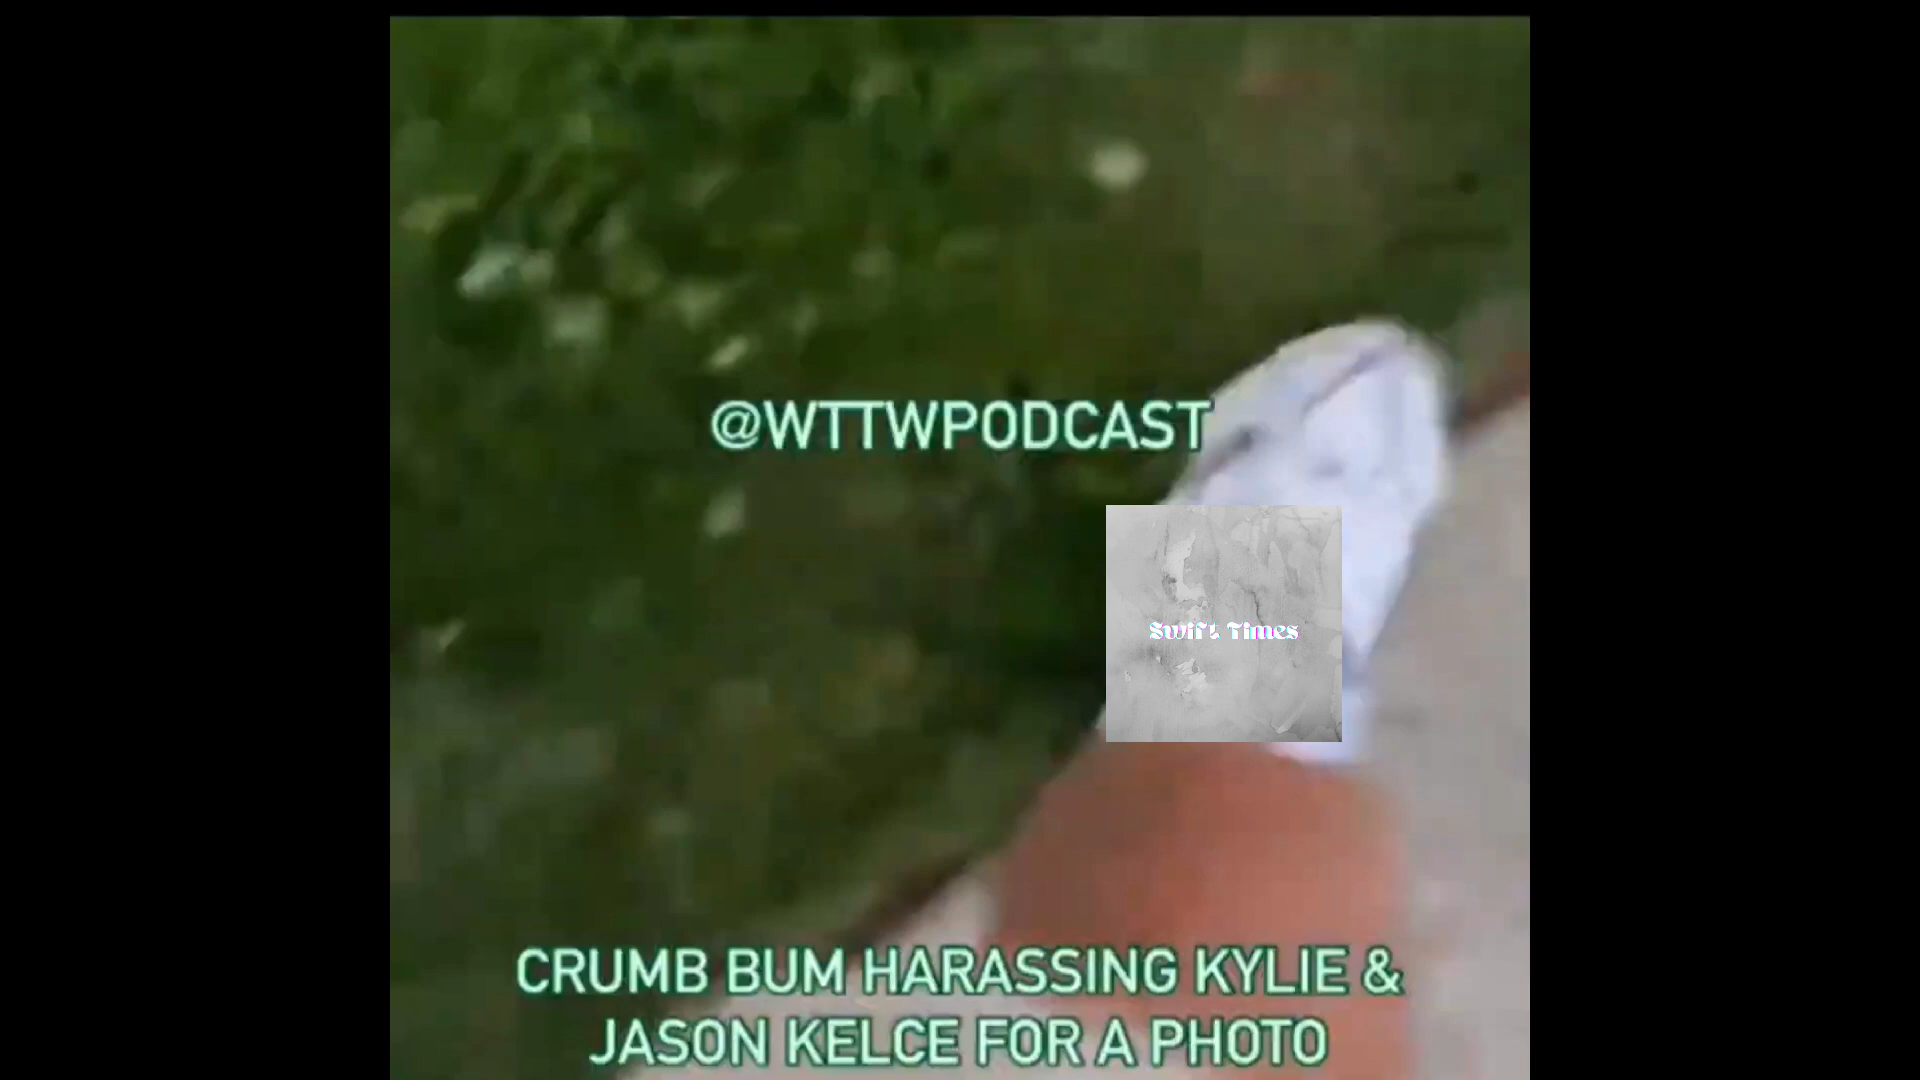 @WTTWPODCAST
Swift Times
CRUMB BUM HARASSING KYLIE &
JASON KELCE FOR A PHOTO